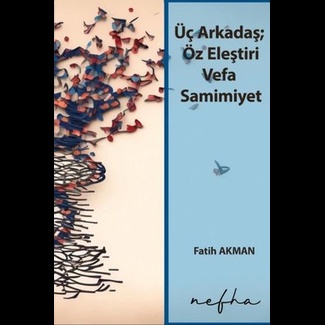 Üç Arkadaş;
Öz Eleştiri
Vefa
Samimiyet
Fatih AKMAN
nefha